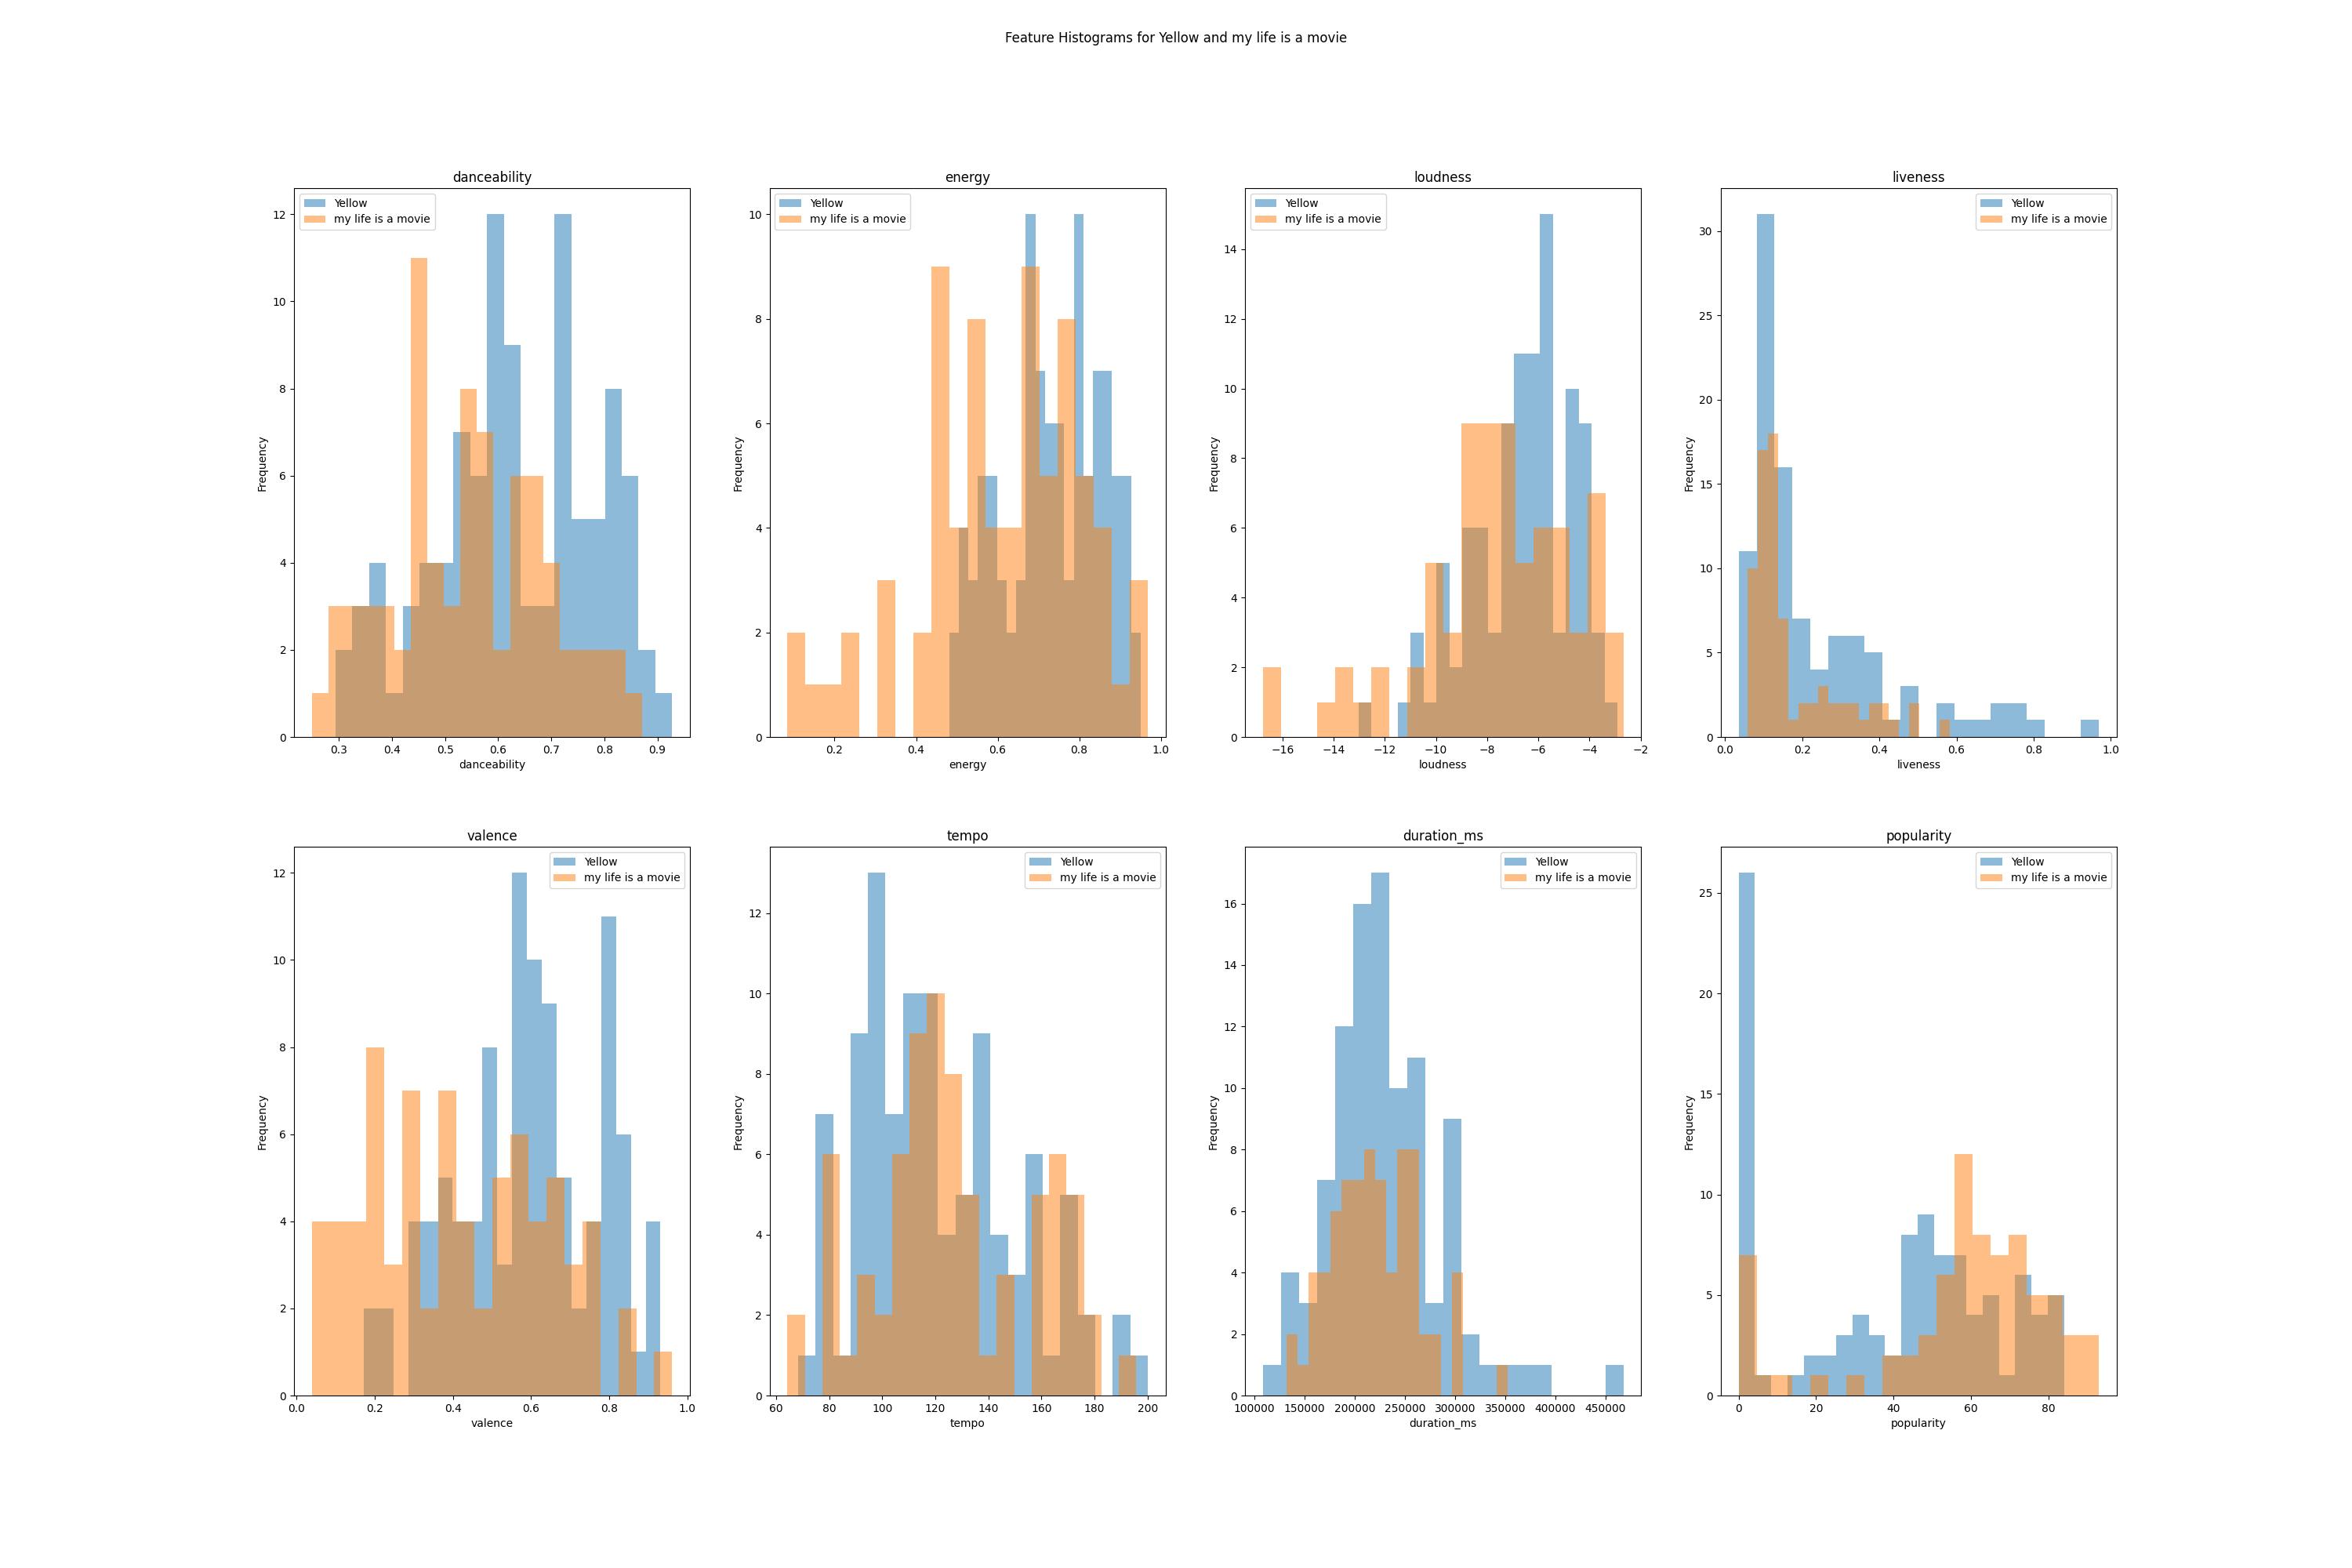 Feature Histograms for Yellow and my life is a movie
danceability
Yellow
my life is a movie
12
10
8
6
4
2
0
Frequency
0.3 0.4 0.5 0.6 0.7 0.8 0.9
danceability
energy
Yellow
my life is a movie
10
8
6
4
2
0
Frequency
0.2 0.4 0.6 0.8 1.0
energy
loudness
Yellow
my life is a movie
14
12
10
8
6
4
2
0
Frequency
−16 −14 −12 −10 −8 −6 −4 −2
loudness
liveness
Yellow
my life is a movie
30
25
20
15
10
5
0
Frequency
0.0 0.2 0.4 0.6 0.8 1.0
liveness
valence
Yellow
my life is a movie
12
10
8
6
4
2
0
Frequency
0.0 0.2 0.4 0.6 0.8 1.0
valence
tempo
Yellow
my life is a movie
12
10
8
6
4
2
0
Frequency
60 80 100 120 140 160 180 200
tempo
duration_ms
Yellow
my life is a movie
16
14
12
10
8
6
4
2
0
Frequency
100000 150000 200000 250000 300000 350000 400000 450000
duration_ms
popularity
Yellow
my life is a movie
25
20
15
10
5
0
Frequency
0 20 40 60 80
popularity